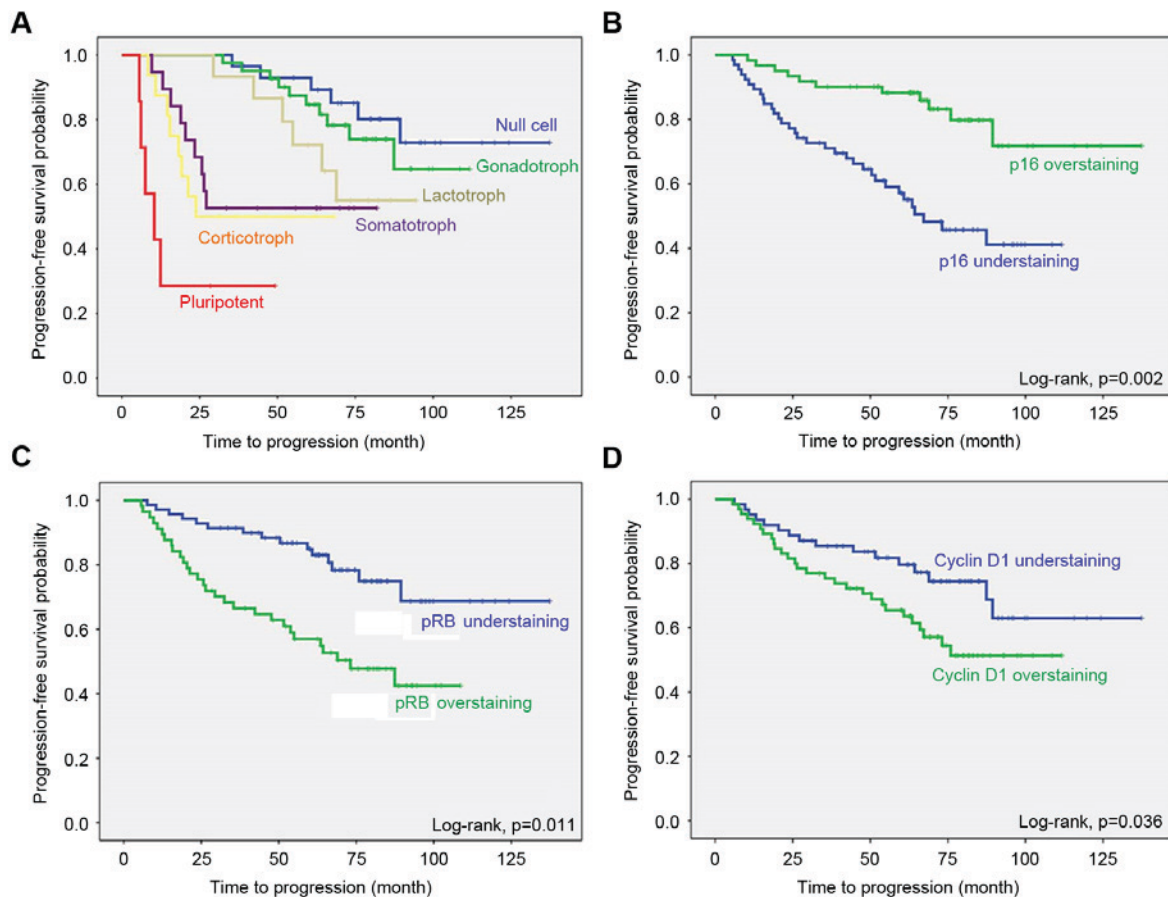 A
Progression-free survival probability
1.0
0.8
0.6
0.4
0.2
0.0
Null cell
Gonadotroph
Lactotroph
Somatotroph
Corticotroph
Pluripotent
0 25 50 75 100 125
Time to progression (month)
B
Progression-free survival probability
1.0
0.8
0.6
0.4
0.2
0.0
p16 overstaining
p16 understaining
Log-rank, p=0.002
0 25 50 75 100 125
Time to progression (month)
C
Progression-free survival probability
1.0
0.8
0.6
0.4
0.2
0.0
pRB understaining
pRB overstaining
Log-rank, p=0.011
0 25 50 75 100 125
Time to progression (month)
D
Progression-free survival probability
1.0
0.8
0.6
0.4
0.2
0.0
Cyclin D1 understaining
Cyclin D1 overstaining
Log-rank, p=0.036
0 25 50 75 100 125
Time to progression (month)